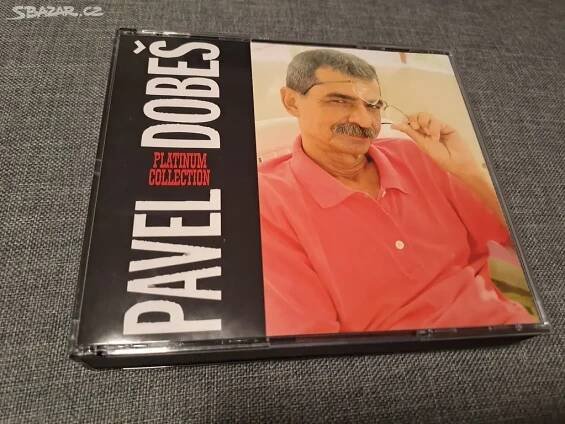 SBAZAR.CZ
PAVEL DOBEŠ
PLATINUM
COLLECTION